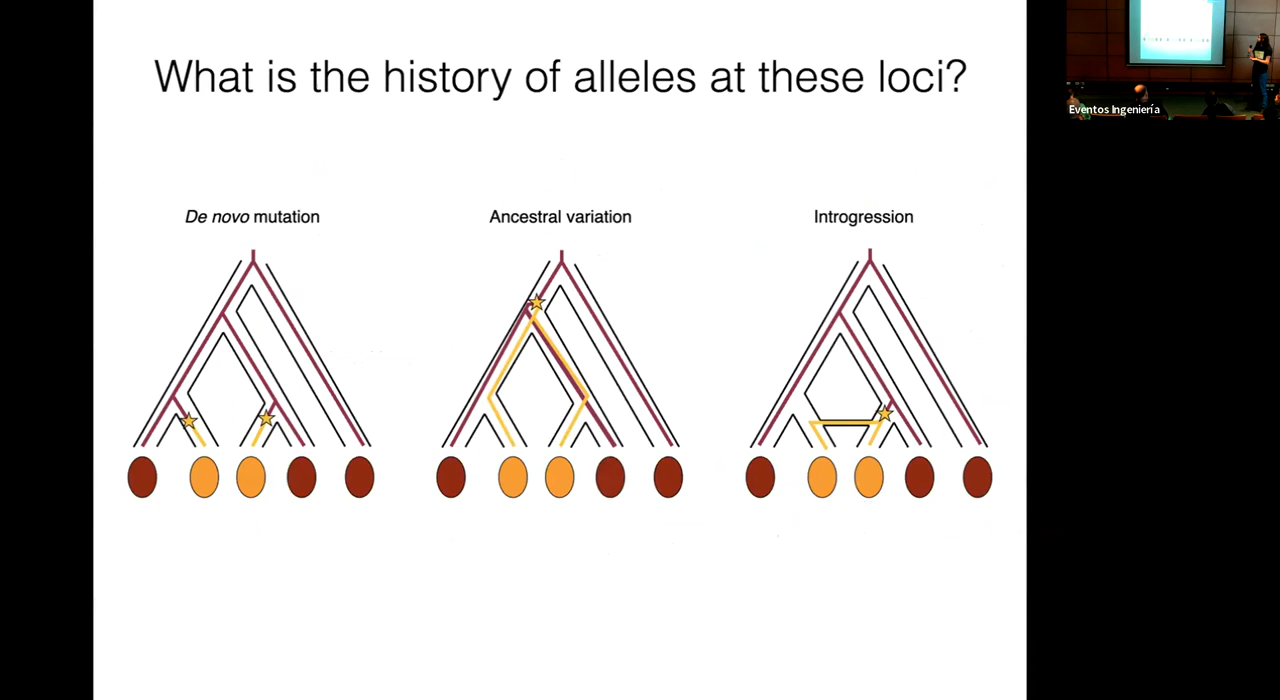 What is the history of alleles at these loci?
De novo mutation
Ancestral variation
Introgression
Eventos Ingeniería